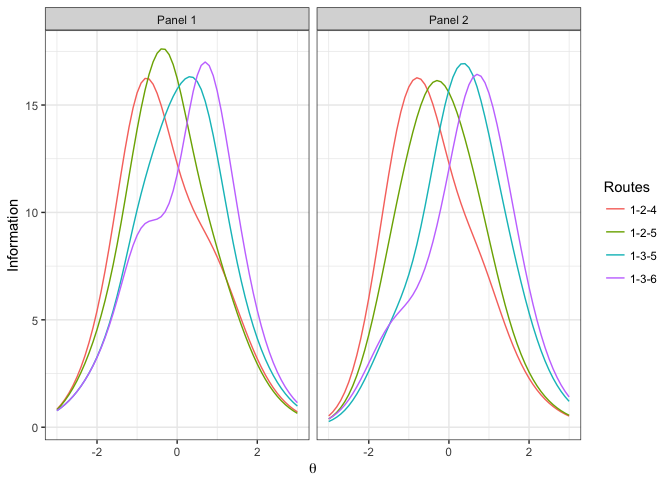 Panel 1
Panel 2
Information
15
10
5
0
-2
0
2
-2
0
2
θ
Routes
1-2-4
1-2-5
1-3-5
1-3-6